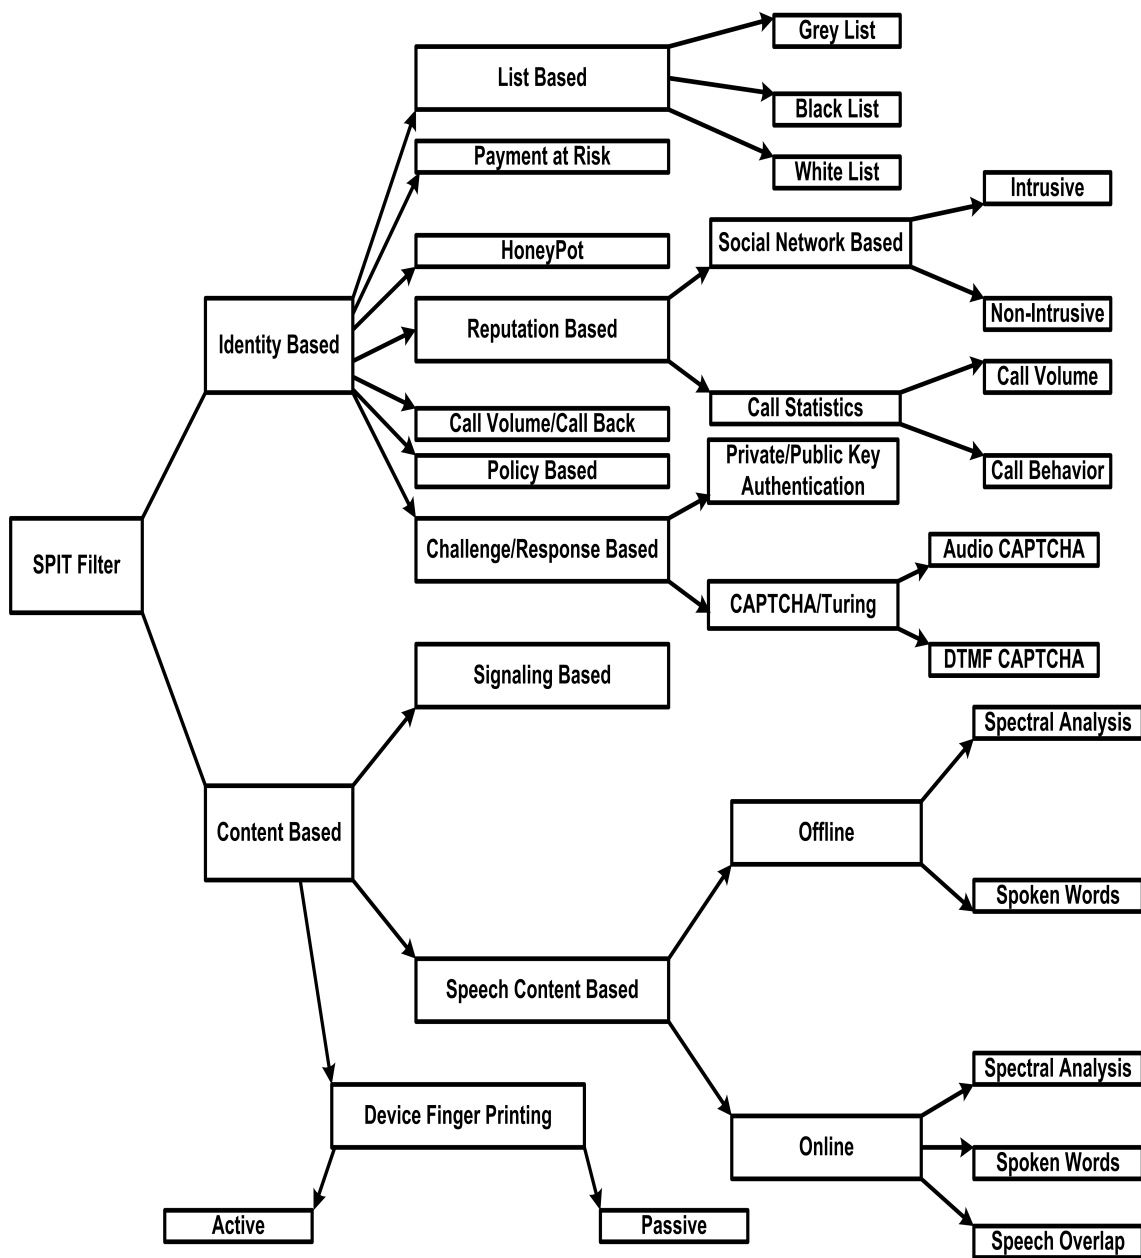 Grey List
List Based
Black List
Payment at Risk
White List
Intrusive
Social Network Based
HoneyPot
Non-Intrusive
Reputation Based
Identity Based
Call Volume
Call Statistics
Call Volume/Call Back
Private/Public Key
Authentication
Policy Based
Call Behavior
Challenge/Response Based
Audio CAPTCHA
SPIT Filter
CAPTCHA/Turing
DTMF CAPTCHA
Signaling Based
Spectral Analysis
Content Based
Offline
Spoken Words
Speech Content Based
Spectral Analysis
Device Finger Printing
Online
Spoken Words
Active
Passive
Speech Overlap